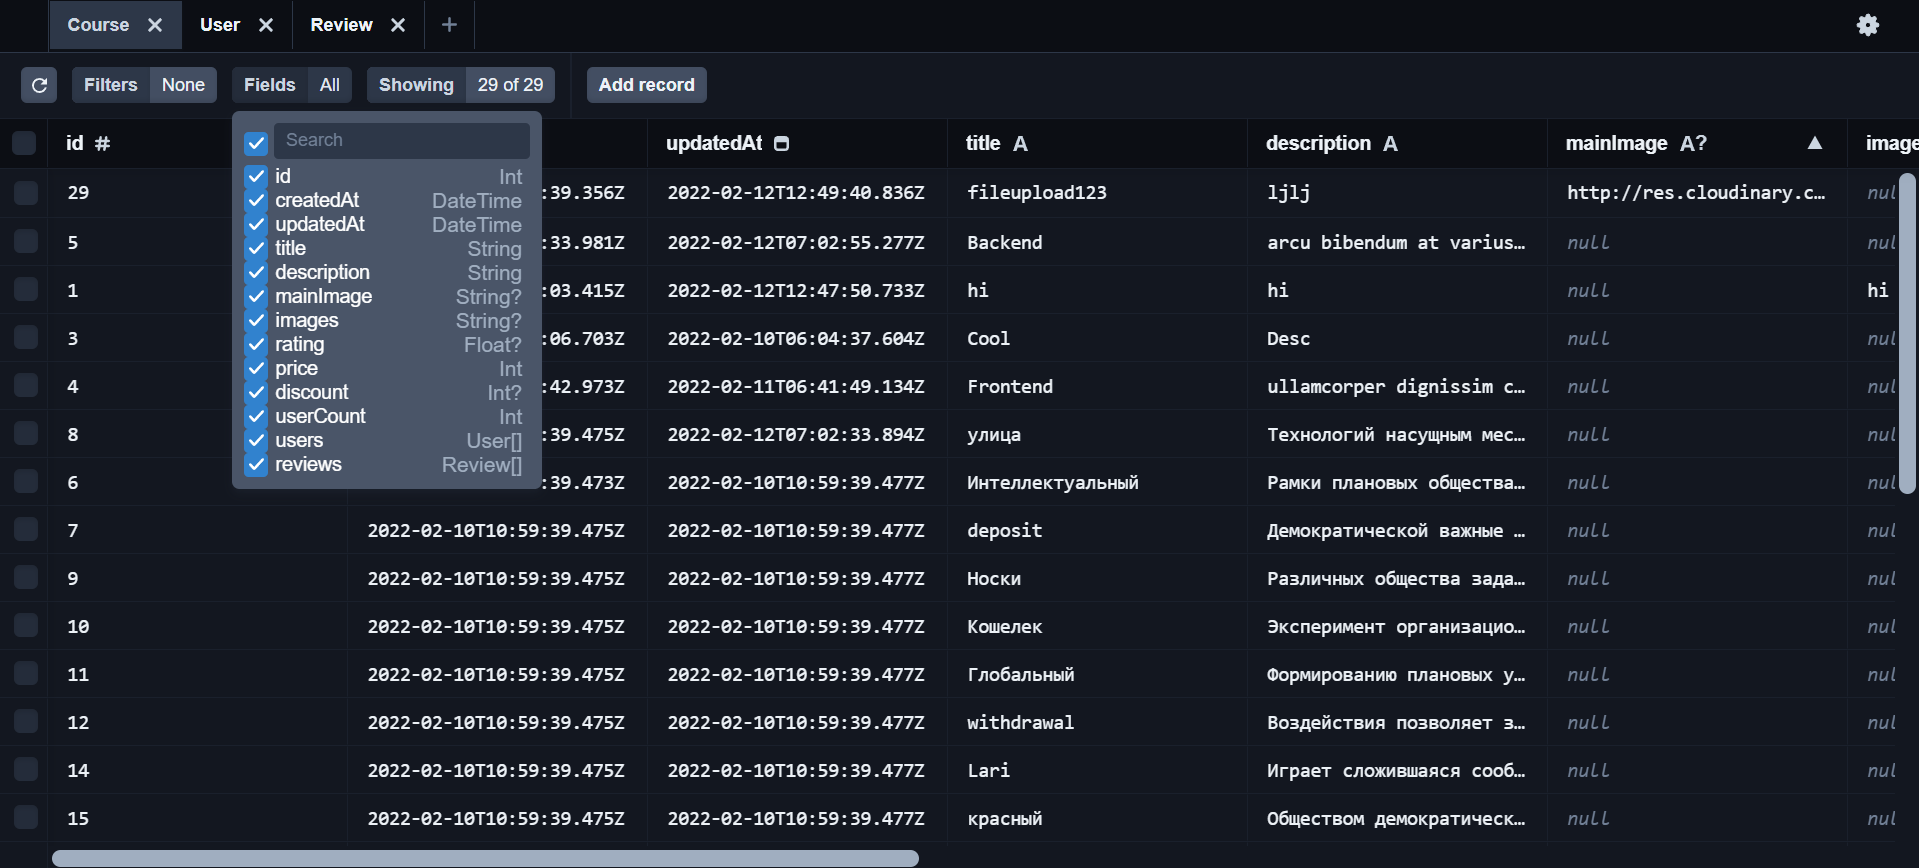 Course User Review
Filters None Fields All Showing 29 of 29 Add record
Search
id Int
createdAt DateTime
updatedAt DateTime
title String
description String
mainImage String?
images String?
rating Float?
price Int
discount Int?
userCount Int
users User[]
reviews Review[]
id # updatedAt title A description A mainImage A? image
29 :39.356Z 2022-02-12T12:49:40.836Z fileupload123 ljlj http://res.cloudinary.c… nul
5 :33.981Z 2022-02-12T07:02:55.277Z Backend arcu bibendum at varius… null nul
1 :03.415Z 2022-02-12T12:47:50.733Z hi hi null hi
3 :06.703Z 2022-02-10T06:04:37.604Z Cool Desc null nul
4 :42.973Z 2022-02-11T06:41:49.134Z Frontend ullamcorper dignissim c… null nul
8 :39.475Z 2022-02-12T07:02:33.894Z улица Технологий насущным мес… null nul
6 :39.473Z 2022-02-10T10:59:39.477Z Интеллектуальный Рамки плановых общества… null nul
7 2022-02-10T10:59:39.475Z 2022-02-10T10:59:39.477Z deposit Демократической важные … null nul
9 2022-02-10T10:59:39.475Z 2022-02-10T10:59:39.477Z Носки Различных общества зада… null nul
10 2022-02-10T10:59:39.475Z 2022-02-10T10:59:39.477Z Кошелек Эксперимент организацио… null nul
11 2022-02-10T10:59:39.475Z 2022-02-10T10:59:39.477Z Глобальный Формированию плановых у… null nul
12 2022-02-10T10:59:39.475Z 2022-02-10T10:59:39.477Z withdrawal Воздействия позволяет з… null nul
14 2022-02-10T10:59:39.475Z 2022-02-10T10:59:39.477Z Lari Играет сложившаяся сооб… null nul
15 2022-02-10T10:59:39.475Z 2022-02-10T10:59:39.477Z красный Обществом демократическ… null nul